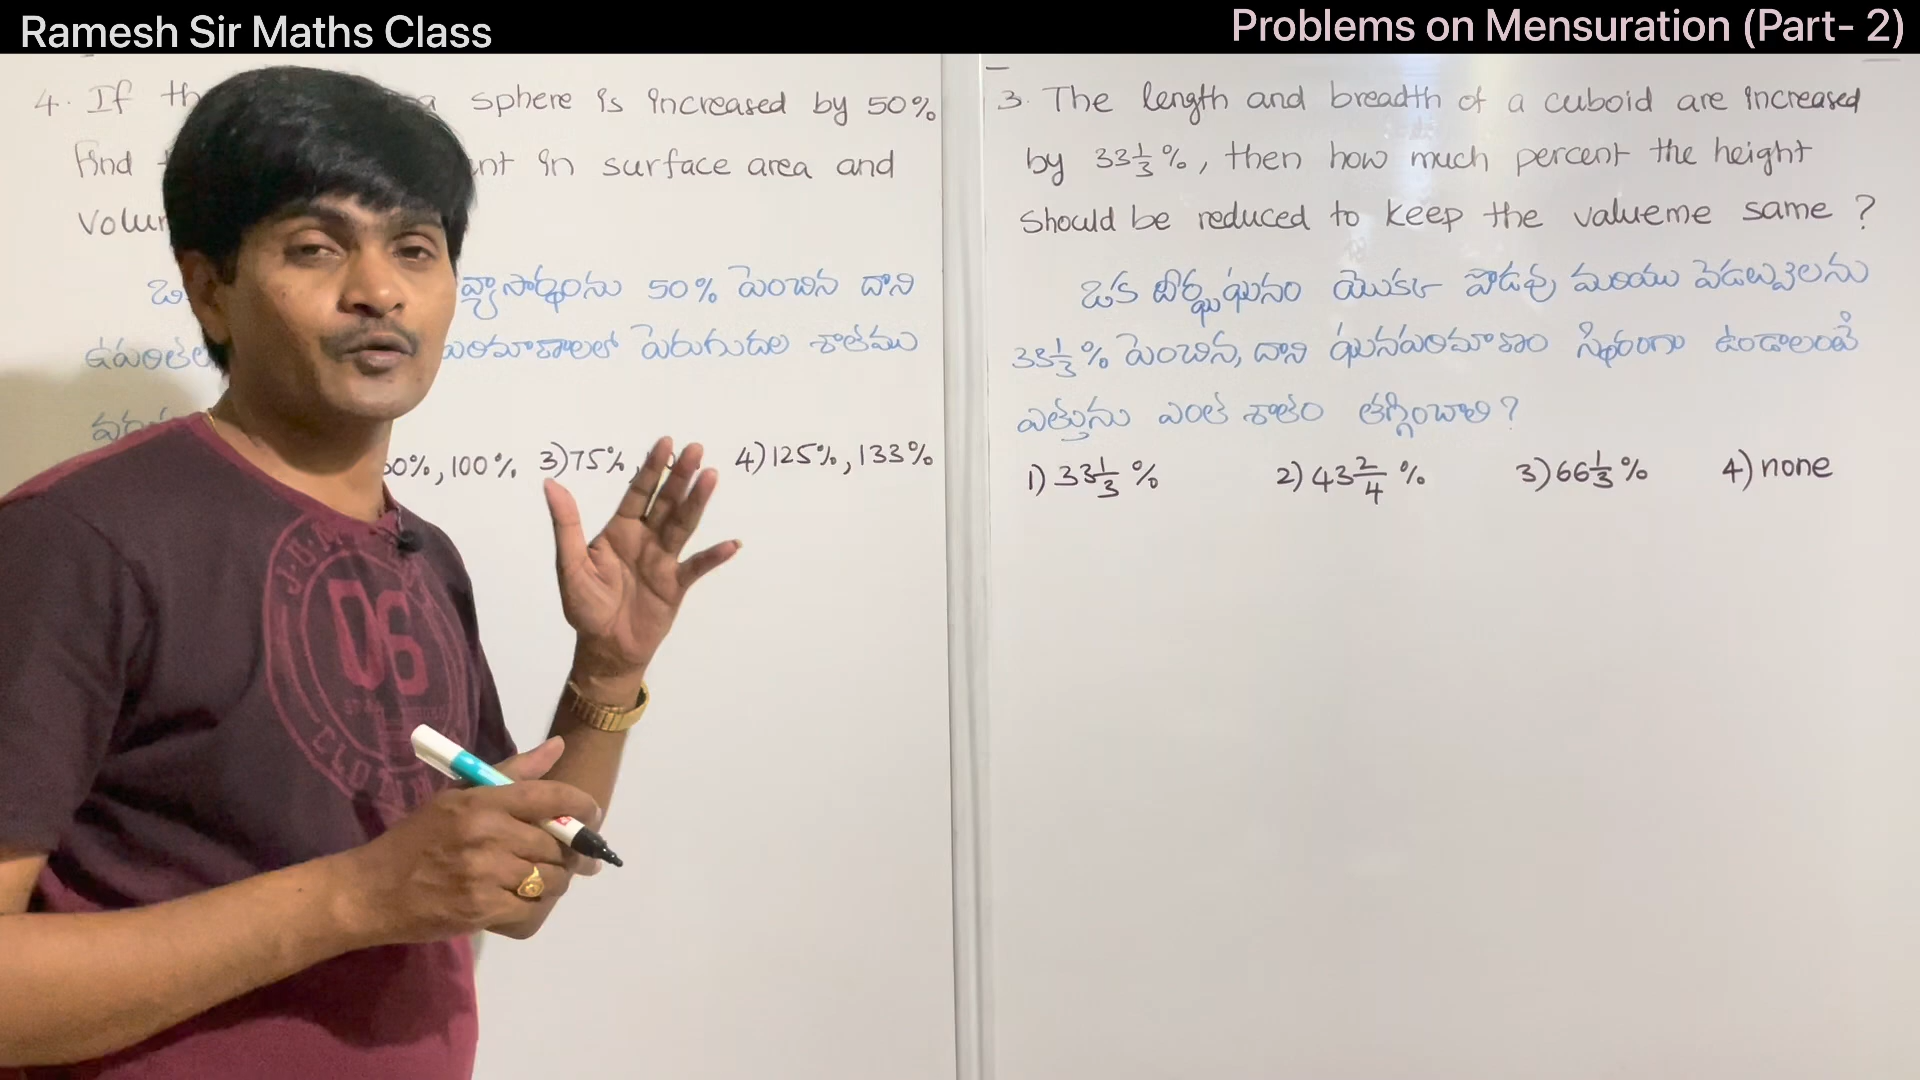 Ramesh Sir Maths Class
Problems on Mensuration (Part- 2)
4. If sphere is increased by 50%
Find in surface area and
50% పెంచిన దాని
పెరుగుదల శాతము
100% 3) 75%, 4) 125%, 133%
3. The length and breadth of a cuboid are increased
by 33 1/3 %, then how much percent the height
should be reduced to keep the valueme same ?
ఒక దీర్ఘఘనం యొక్క పొడవు మరియు వెడల్పులను
33 1/3 % పెంచిన, దాని ఘనపరిమాణం స్థిరంగా ఉండాలంటే
ఎత్తును ఎంత శాతం తగ్గించాలి ?
1) 33 1/3 % 2) 43 2/4 % 3) 66 1/3 % 4) none
06